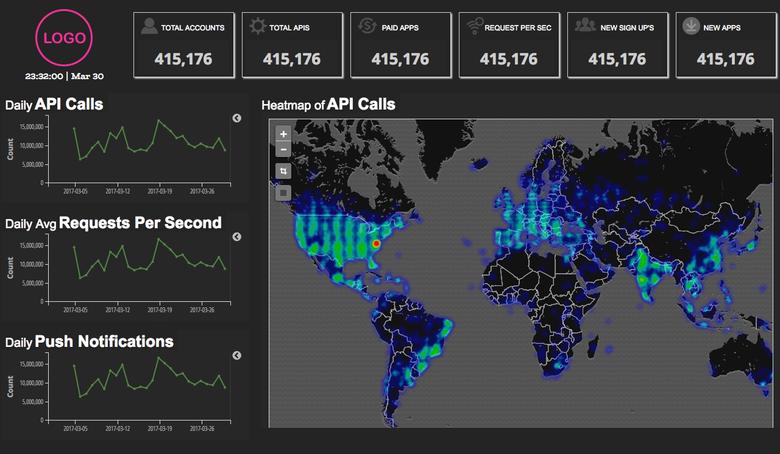 LOGO
23:32:00 | Mar 30
TOTAL ACCOUNTS
415,176
TOTAL APIS
415,176
PAID APPS
415,176
REQUEST PER SEC
415,176
NEW SIGN UP'S
415,176
NEW APPS
415,176
Daily API Calls
Count
15,000,000
10,000,000
5,000,000
0
2017-03-05 2017-03-12 2017-03-19 2017-03-26
Daily Avg Requests Per Second
Count
15,000,000
10,000,000
5,000,000
0
2017-03-05 2017-03-12 2017-03-19 2017-03-26
Daily Push Notifications
Count
15,000,000
10,000,000
5,000,000
0
2017-03-05 2017-03-12 2017-03-19 2017-03-26
Heatmap of API Calls
+
−